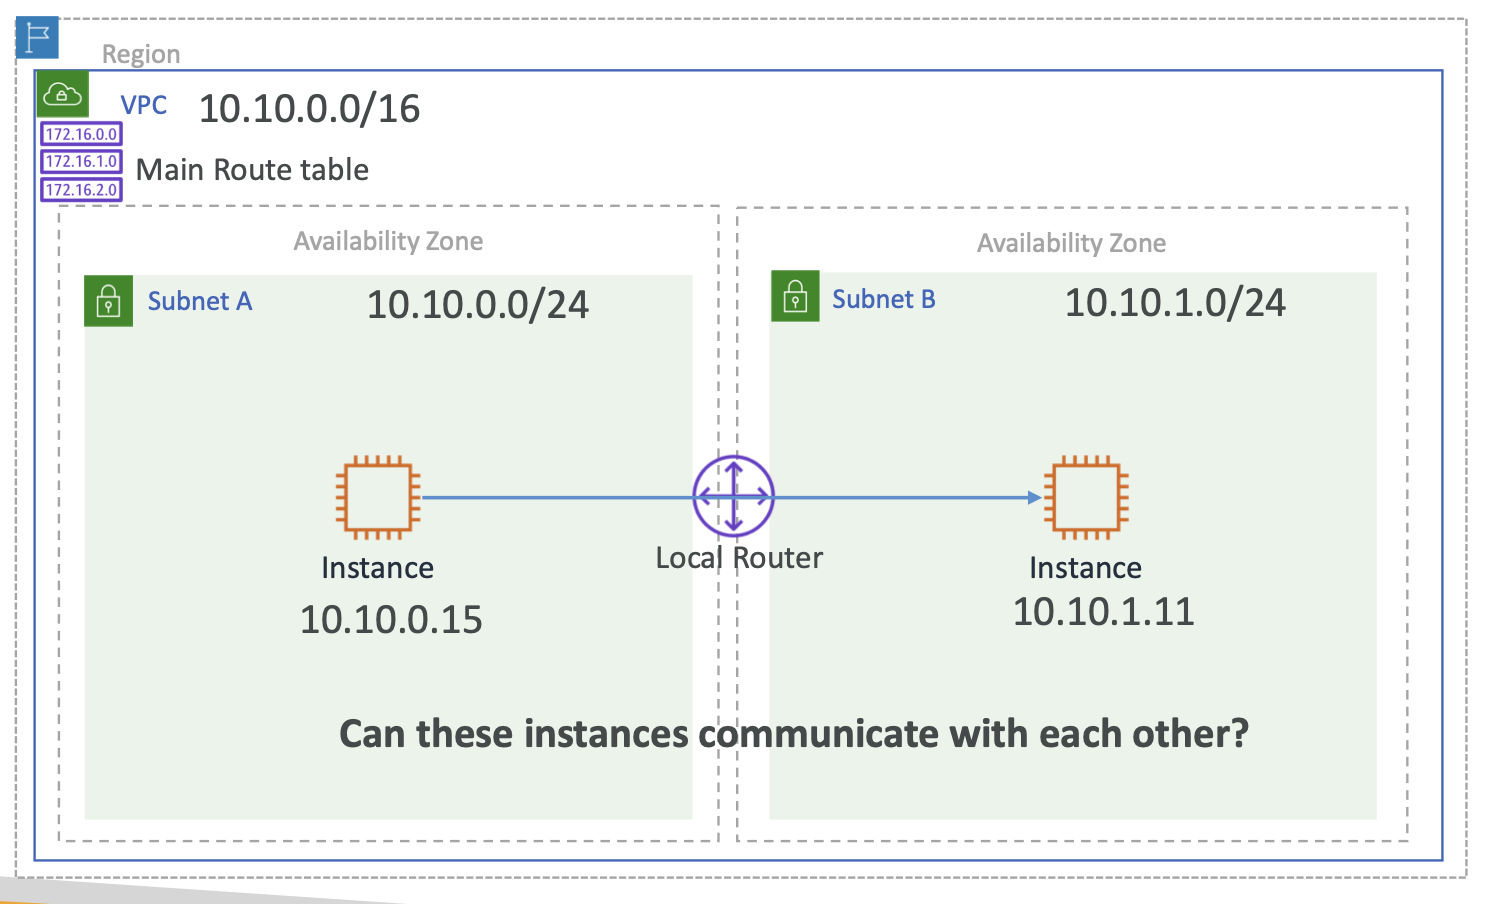 Region
VPC 10.10.0.0/16
172.16.0.0
172.16.1.0
172.16.2.0
Main Route table
Availability Zone
Subnet A 10.10.0.0/24
Availability Zone
Subnet B 10.10.1.0/24
Local Router
Instance
10.10.0.15
Instance
10.10.1.11
Can these instances communicate with each other?